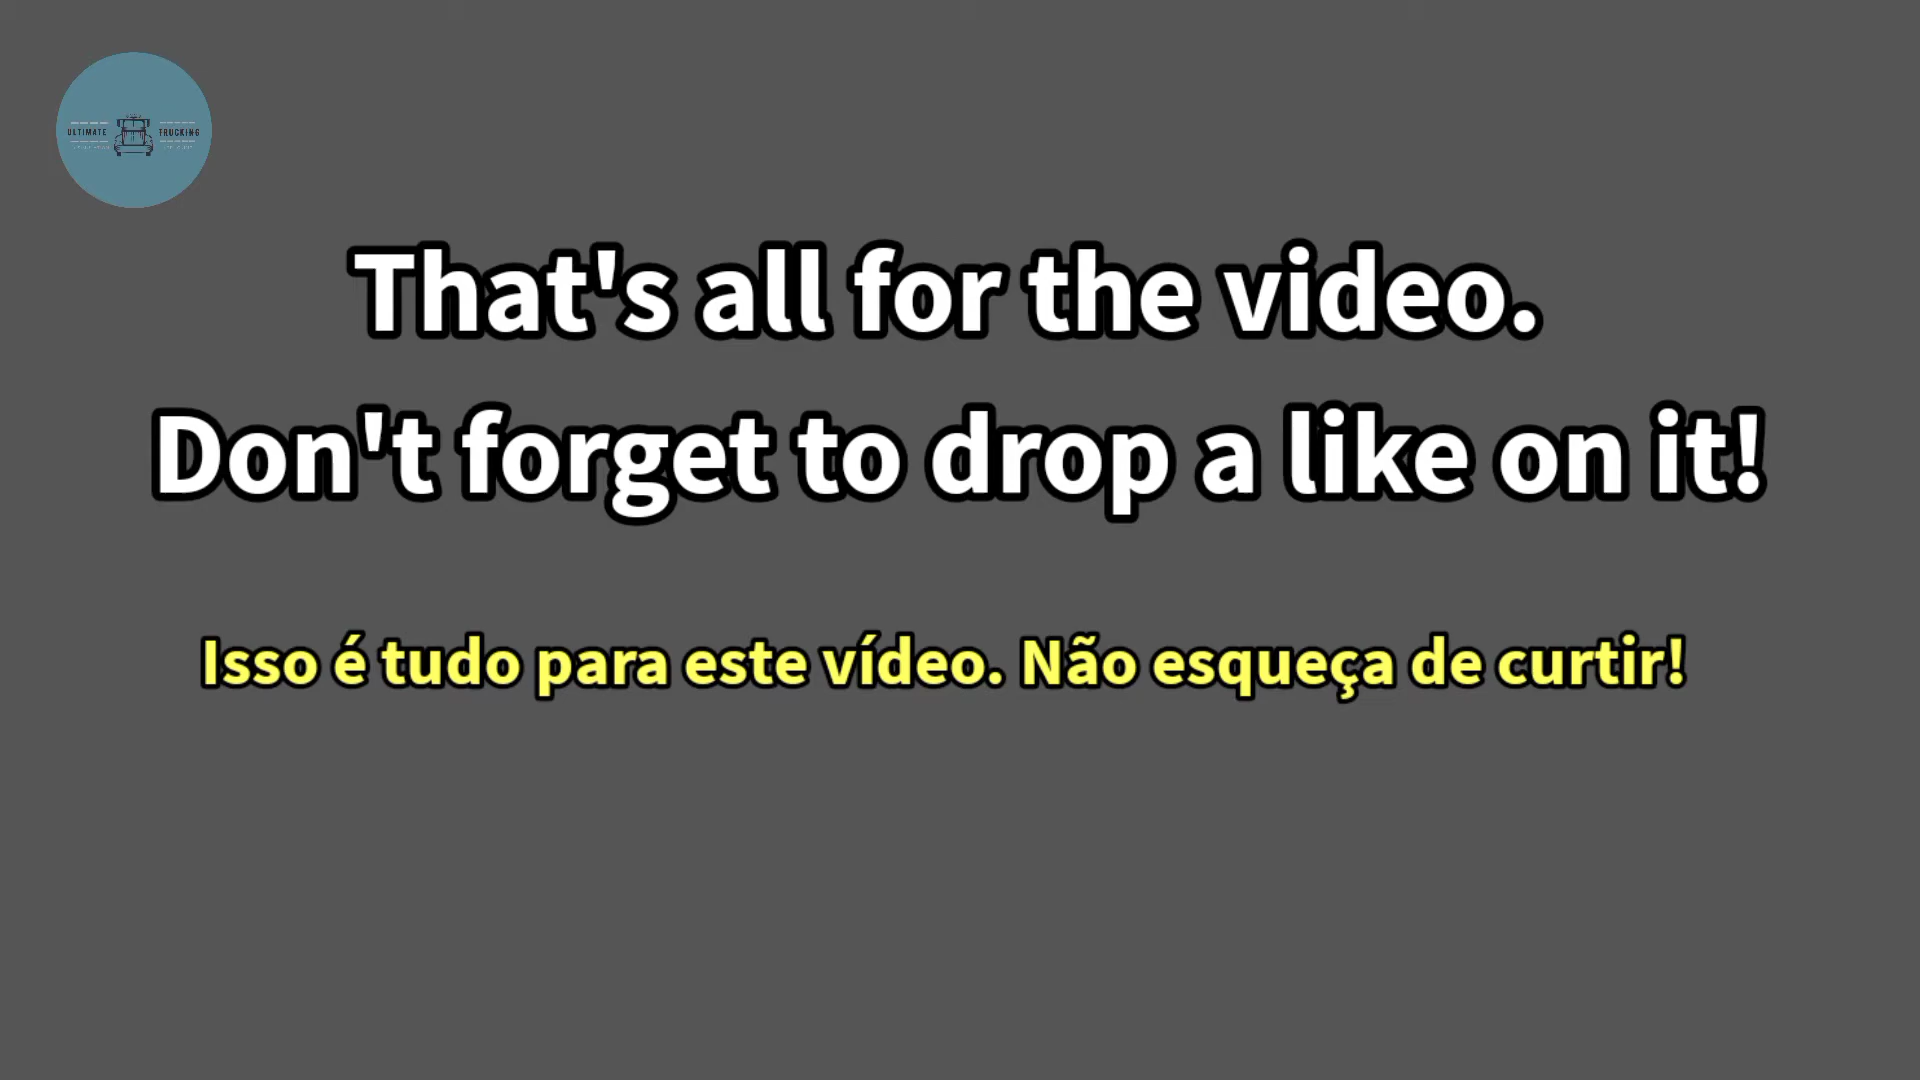 ULTIMATE TRUCKING
That's all for the video.
Don't forget to drop a like on it!
Isso é tudo para este vídeo. Não esqueça de curtir!